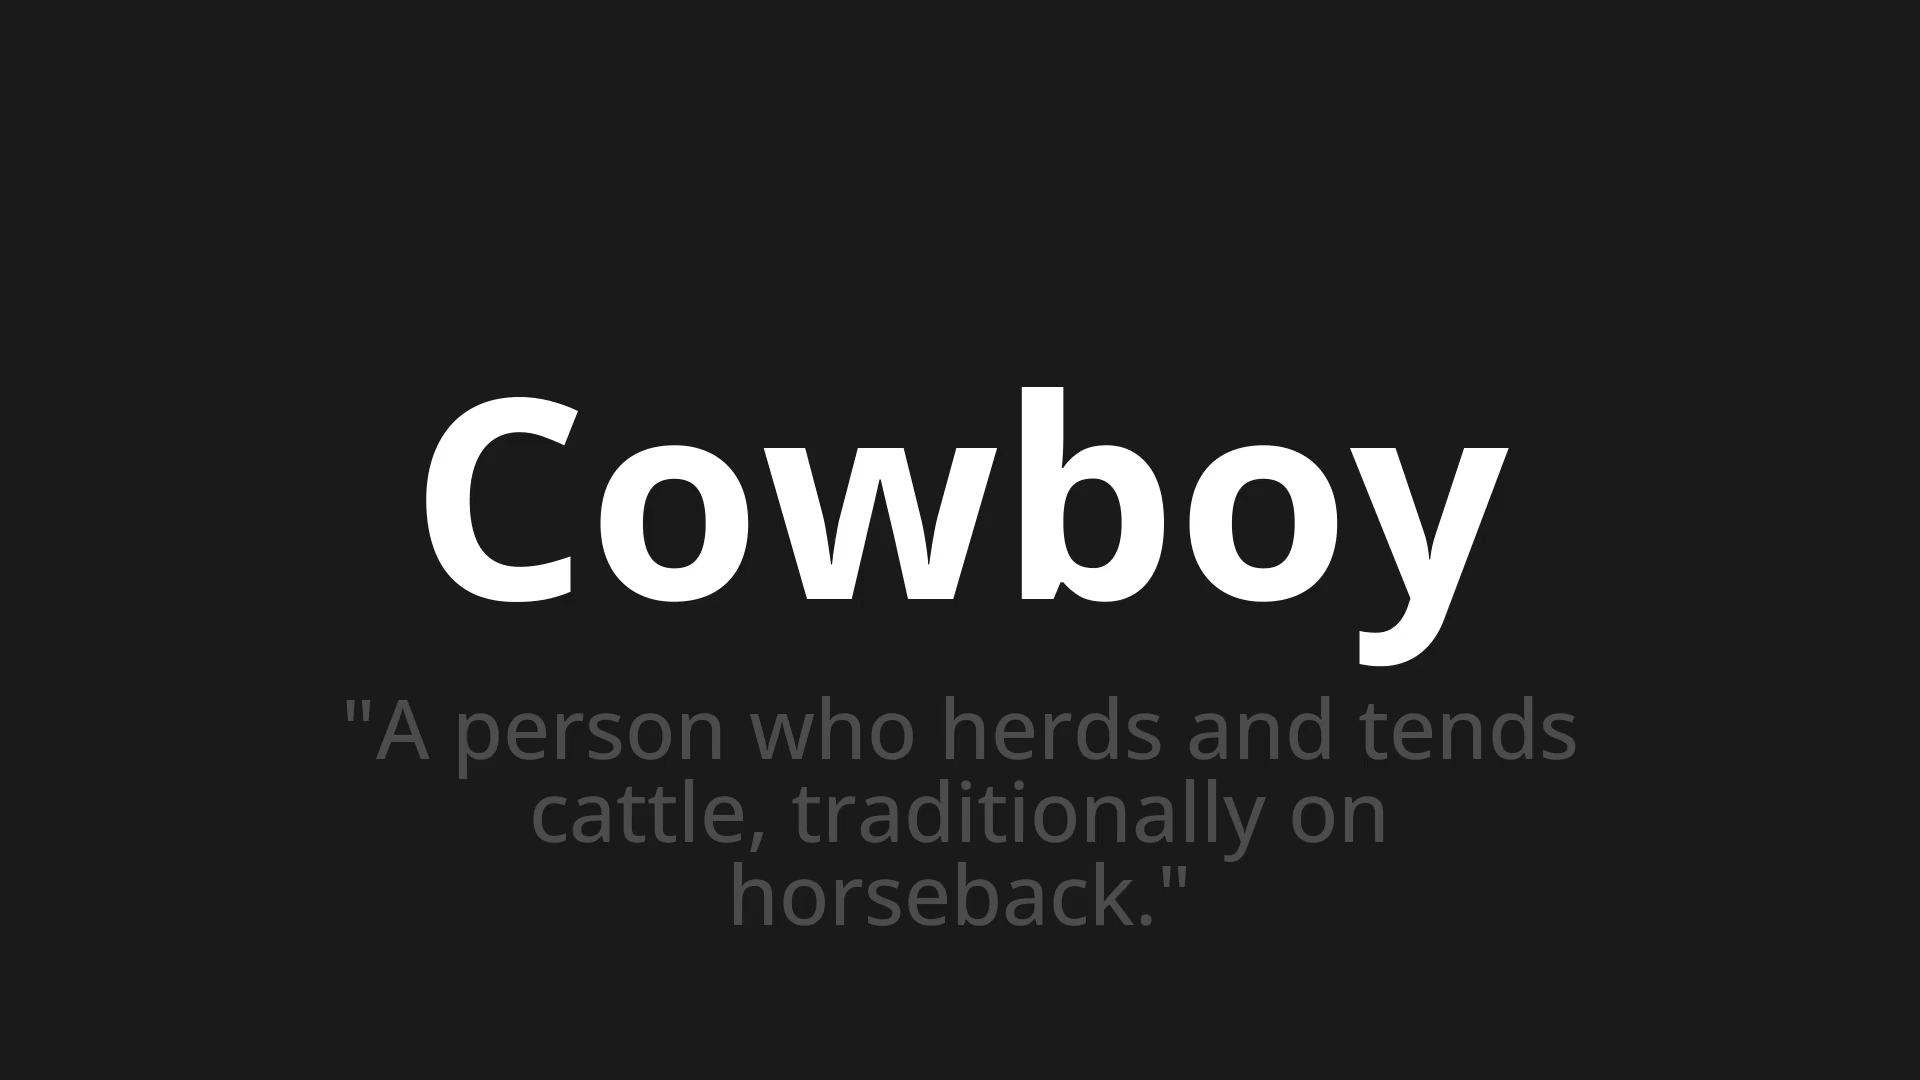 Cowboy
"A person who herds and tends
cattle, traditionally on
horseback."